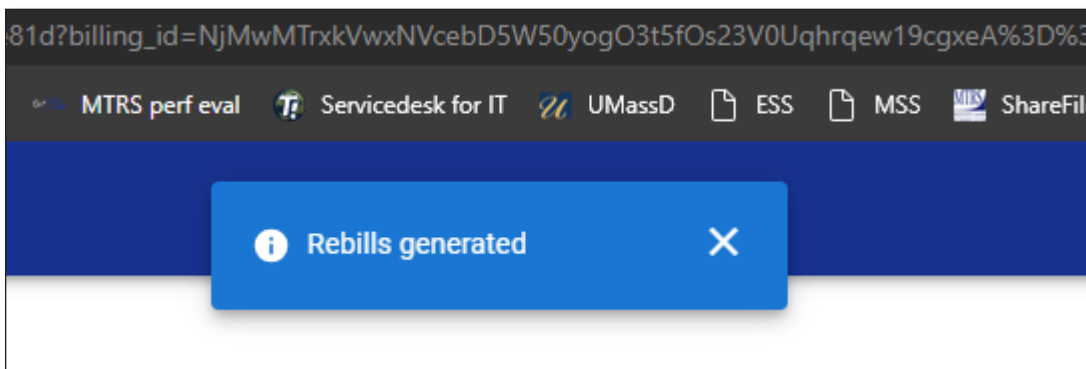 81d?billing_id=NjMwMTrxkVwxNVcebD5W50yogO3t5fOs23V0Uqhrqew19cgxeA%3D%3
MTRS perf eval Servicedesk for IT UMassD ESS MSS ShareFil
Rebills generated